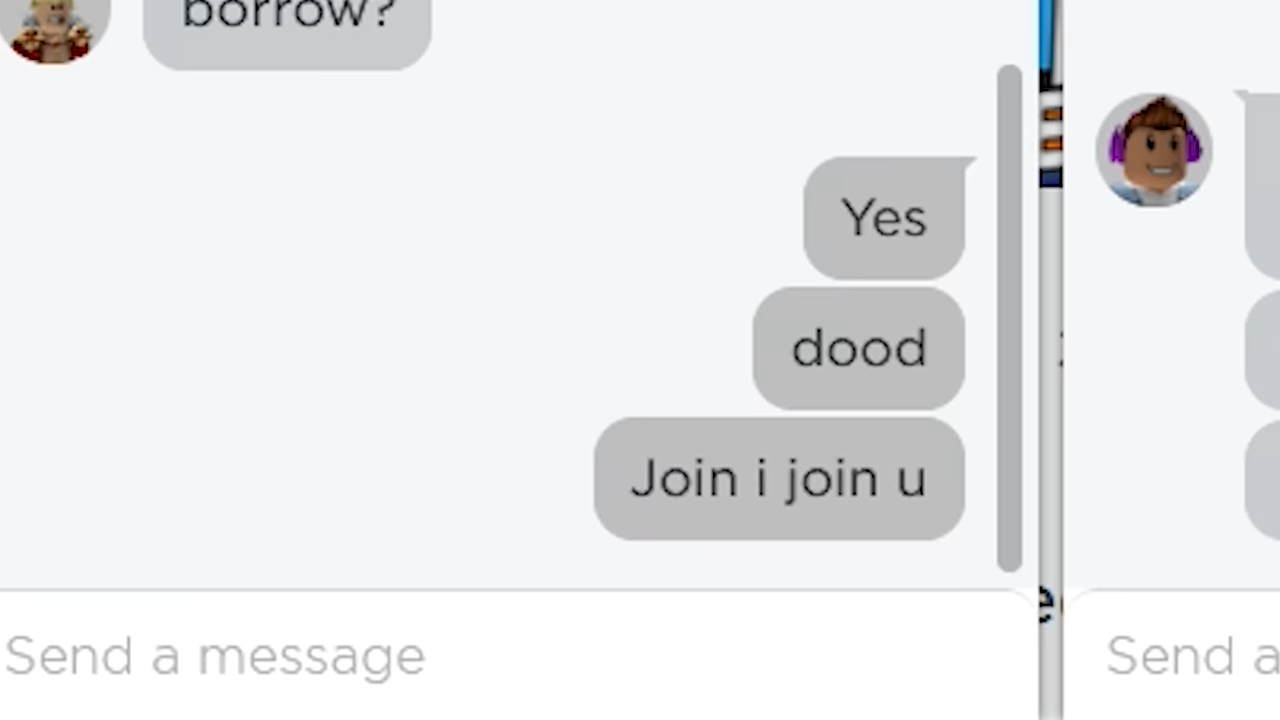 borrow?
Yes
dood
Join i join u
Send a message
Send a